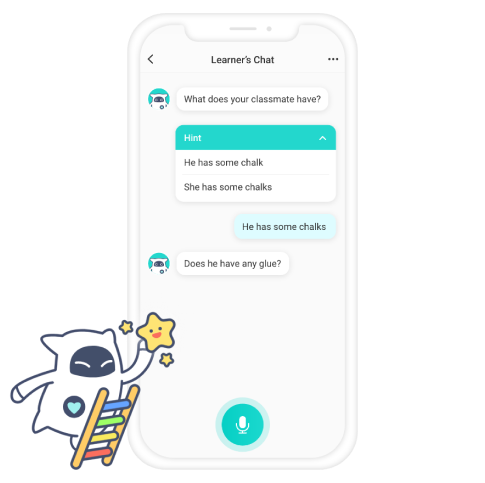 Learner's Chat
What does your classmate have?
Hint
He has some chalk
She has some chalks
He has some chalks
Does he have any glue?